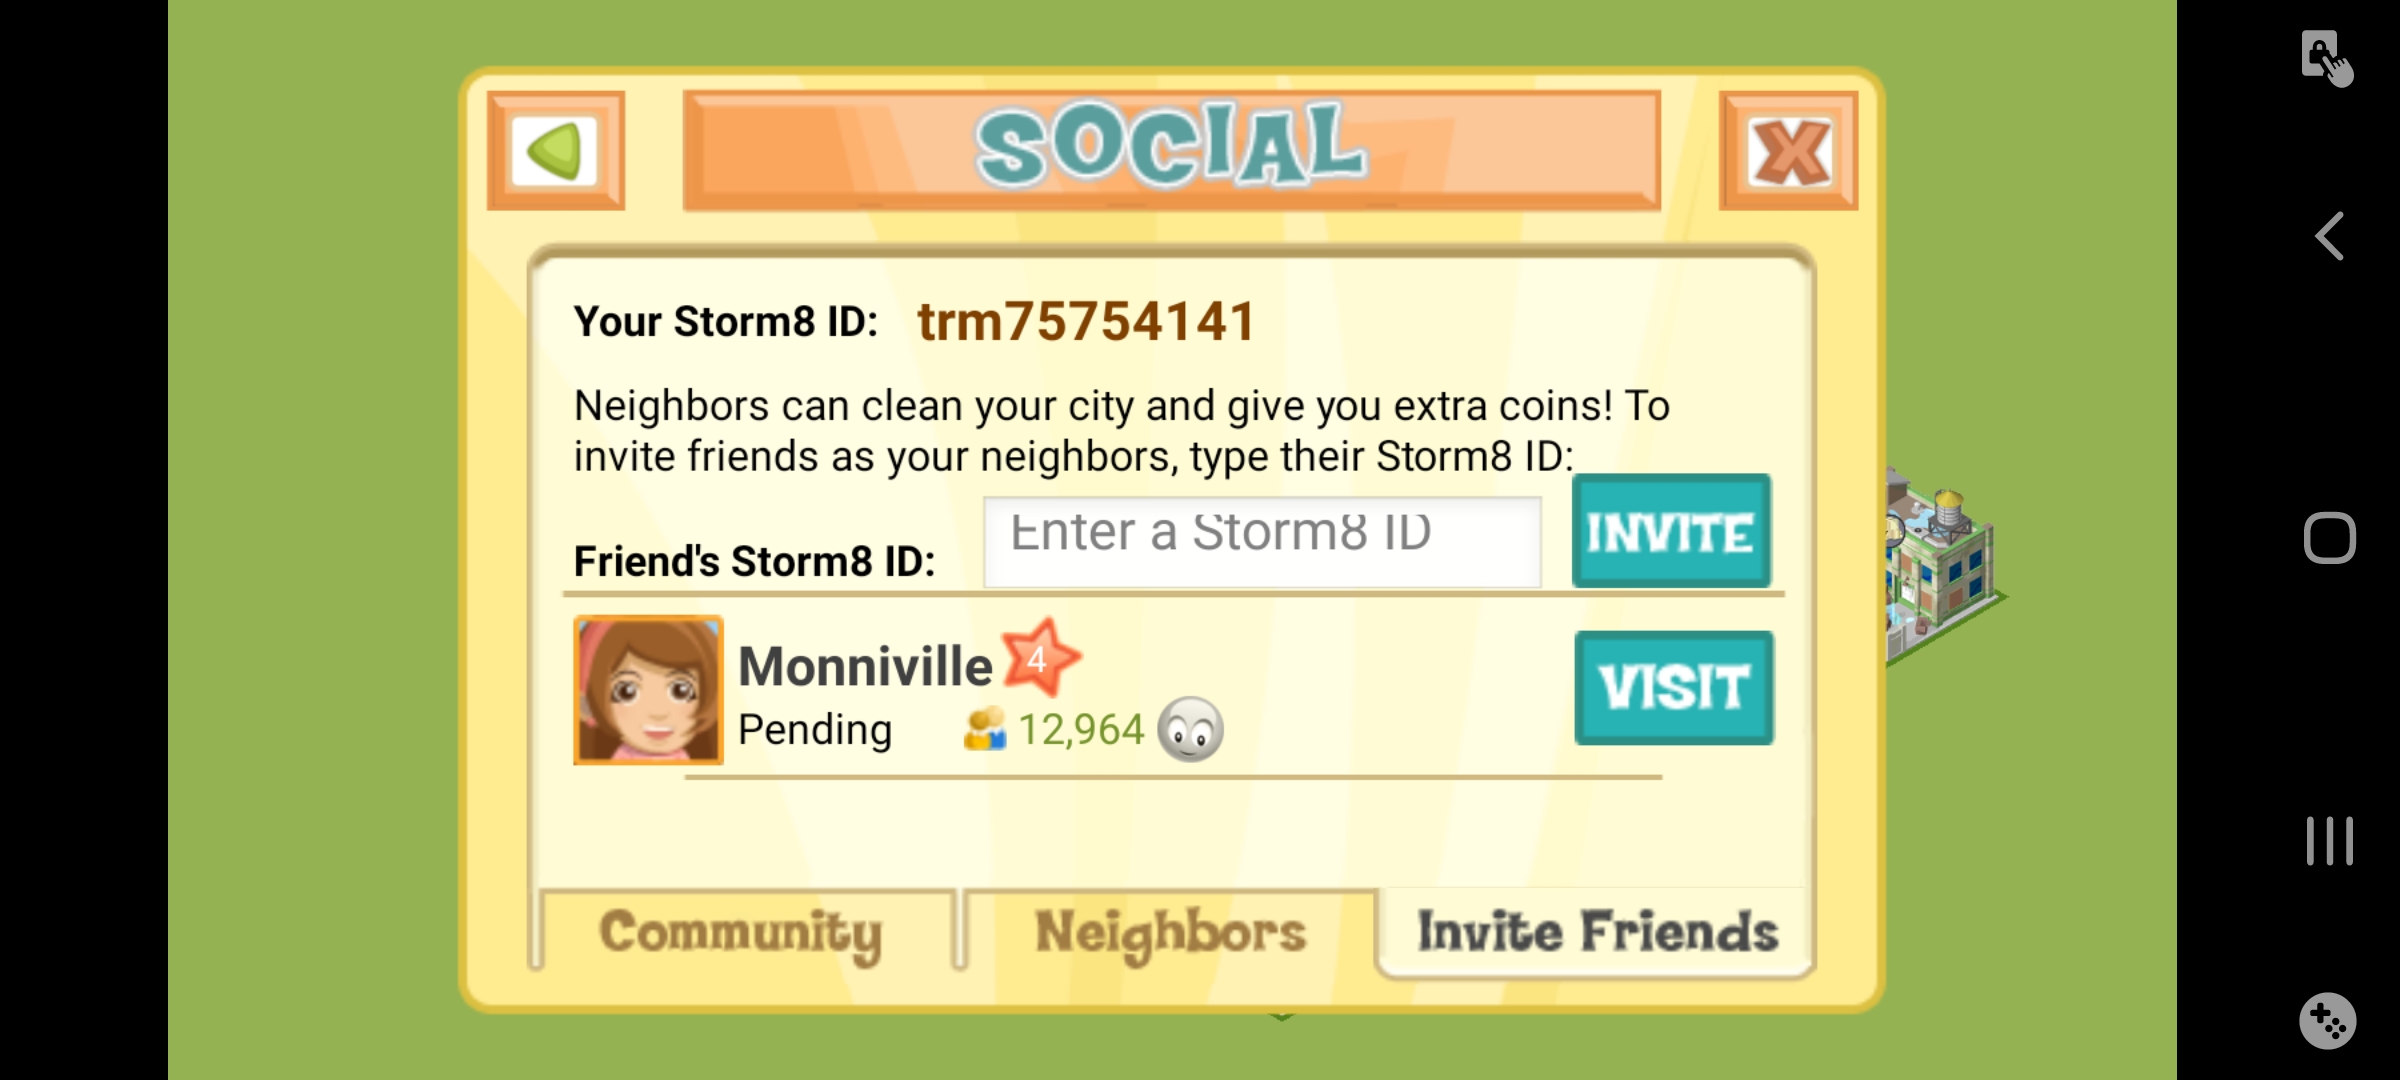 SOCIAL
Your Storm8 ID: trm75754141
Neighbors can clean your city and give you extra coins! To
invite friends as your neighbors, type their Storm8 ID:
Friend's Storm8 ID: Enter a Storm8 ID INVITE
Monniville 4
Pending 12,964
VISIT
Community Neighbors Invite Friends